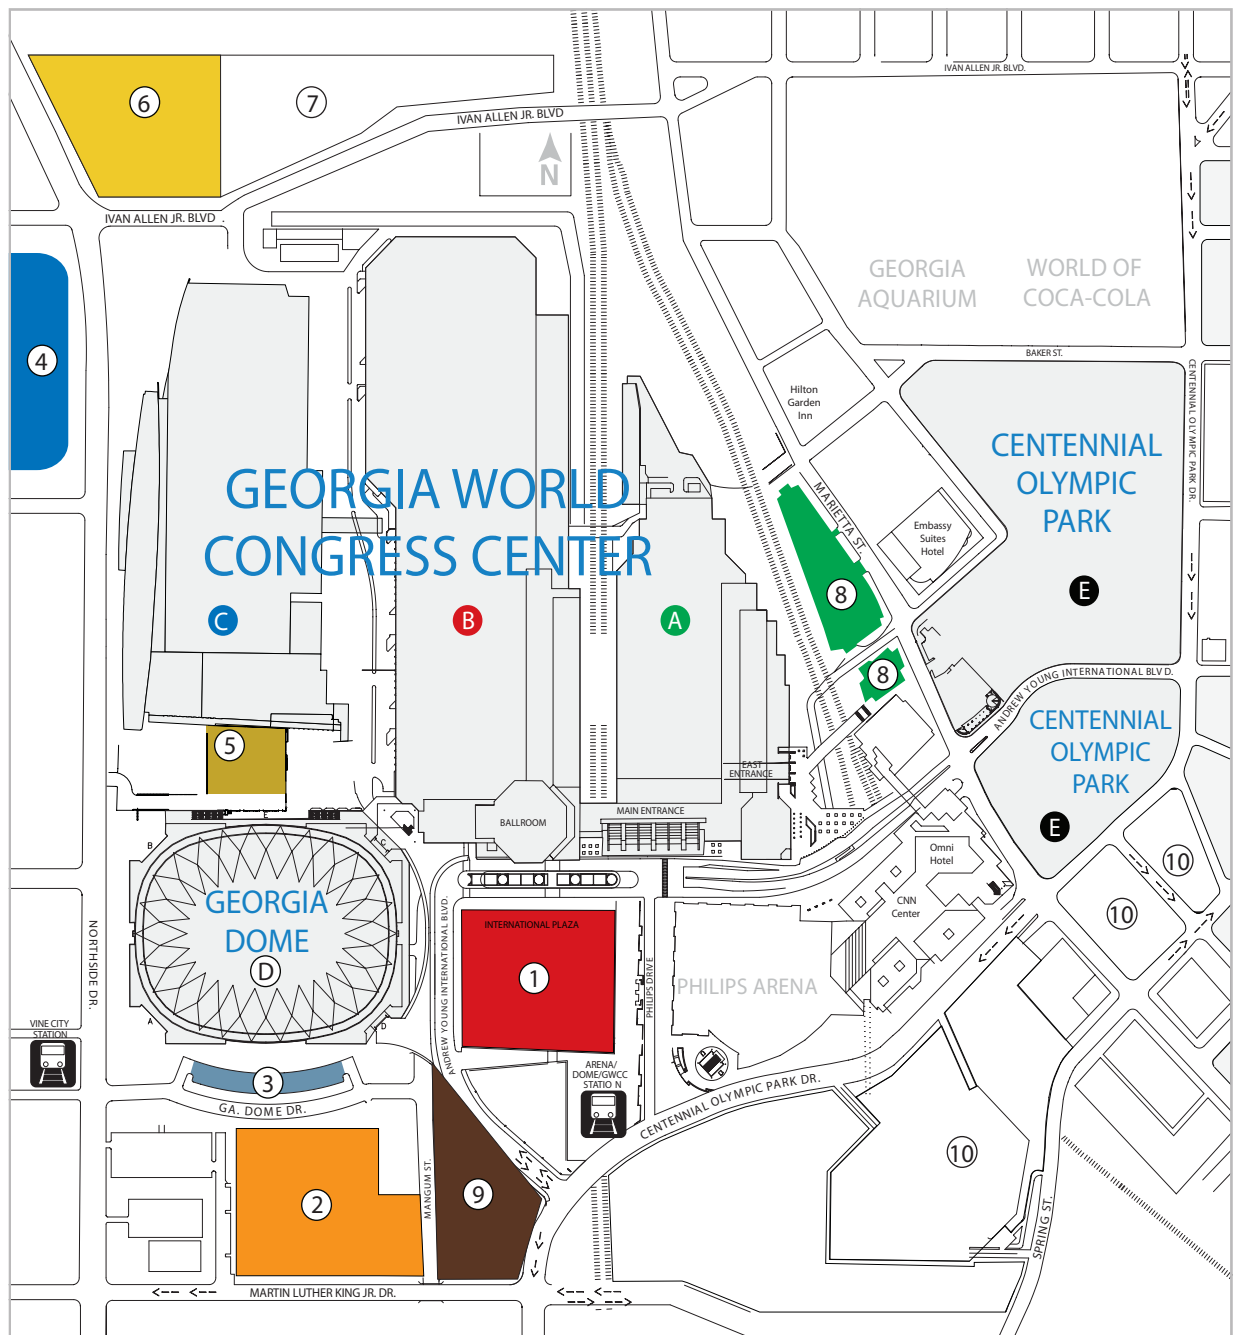 IVAN ALLEN JR. BLVD.
6
7
IVAN ALLEN JR. BLVD
N
IVAN ALLEN JR. BLVD .
GEORGIA
AQUARIUM
WORLD OF
COCA-COLA
4
BAKER ST.
CENTENNIAL OLYMPIC PARK DR.
Hilton
Garden
Inn
CENTENNIAL
OLYMPIC
PARK
GEORGIA WORLD
CONGRESS CENTER
MARIETTA ST.
Embassy
Suites
Hotel
8
E
C
B
A
8
ANDREW YOUNG INTERNATIONAL BLVD.
CENTENNIAL
OLYMPIC
PARK
5
EAST
ENTRANCE
MAIN ENTRANCE
BALLROOM
E
E
B
C
Omni
Hotel
10
CNN
Center
10
GEORGIA
DOME
D
NORTHSIDE DR.
ANDREW YOUNG INTERNATIONAL BLVD.
INTERNATIONAL PLAZA
1
PHILIPS DRIVE
PHILIPS ARENA
A
D
VINE CITY
STATION
3
GA. DOME DR.
ARENA/
DOME/GWCC
STATIO N
CENTENNIAL OLYMPIC PARK DR.
10
2
MANGUM ST.
9
SPRING ST.
MARTIN LUTHER KING JR. DR.